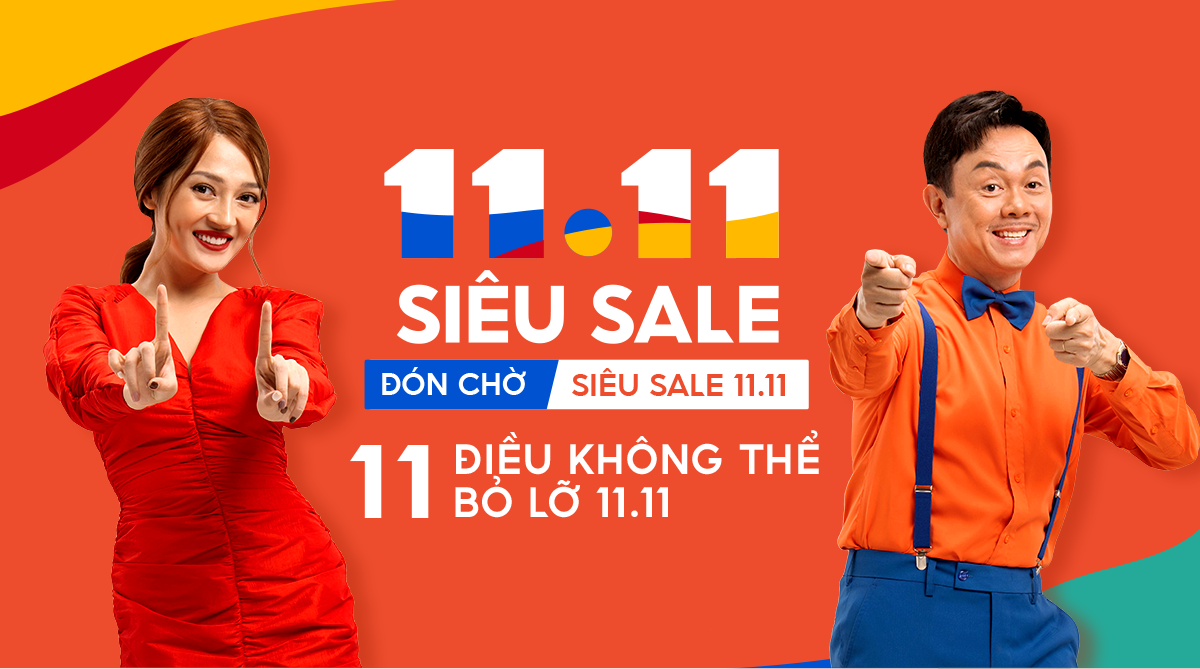 11.11
SIÊU SALE
ĐÓN CHỜ SIÊU SALE 11.11
11 ĐIỀU KHÔNG THỂ
BỎ LỠ 11.11